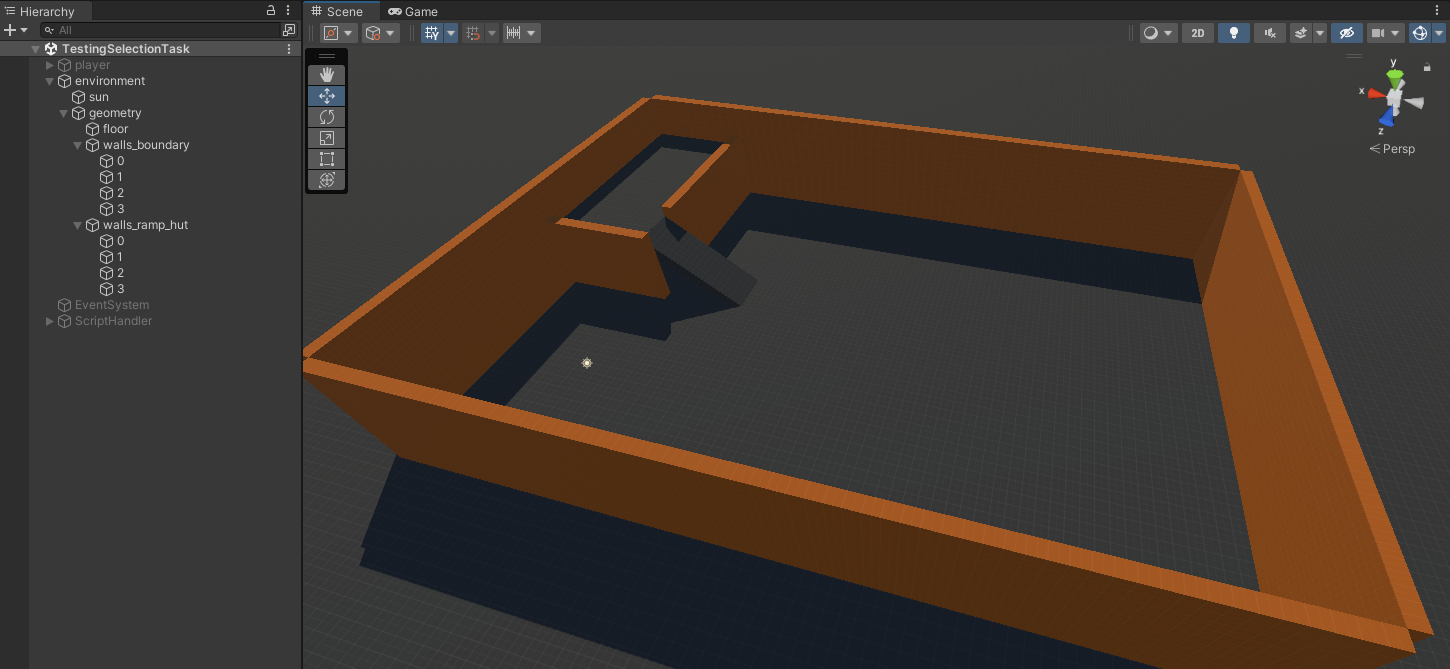 Hierarchy
All
TestingSelectionTask
player
environment
sun
geometry
floor
walls_boundary
0
1
2
3
walls_ramp_hut
0
1
2
3
EventSystem
ScriptHandler
Scene Game
2D
y
x
z
Persp